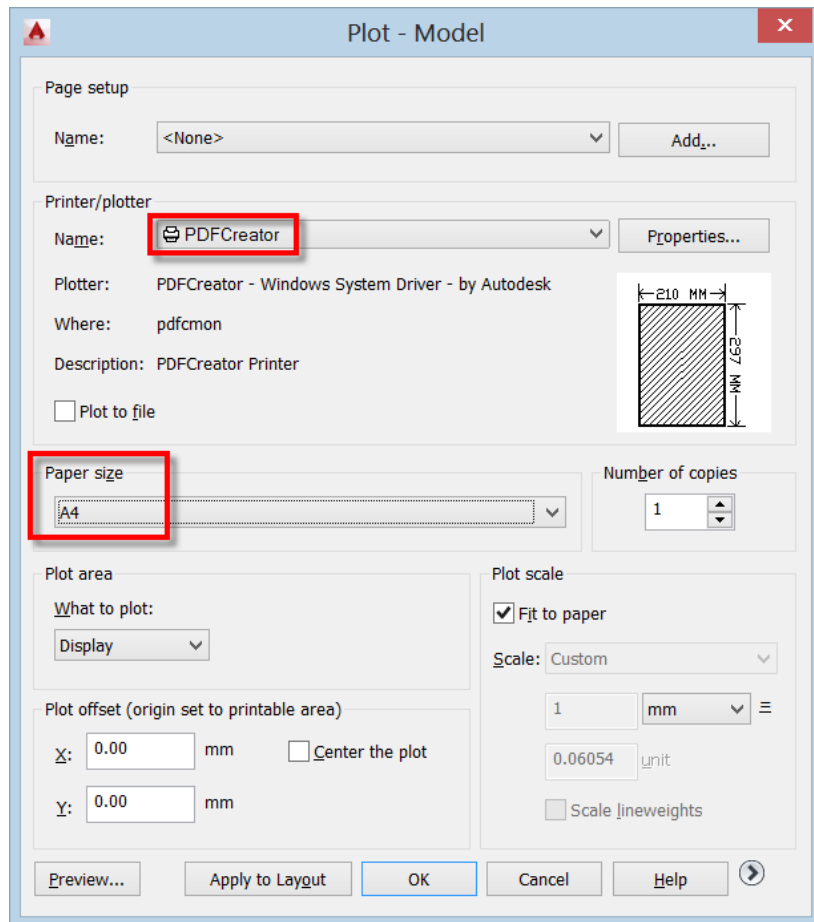 Plot - Model
Page setup
Name: <None> Add...
Printer/plotter
Name: PDFCreator Properties...
Plotter: PDFCreator - Windows System Driver - by Autodesk
Where: pdfcmon
Description: PDFCreator Printer
Plot to file
210 MM
297 MM
Paper size
A4
Number of copies
1
Plot area
What to plot:
Display
Plot scale
Fit to paper
Scale: Custom
1 mm =
0.06054 unit
Scale lineweights
Plot offset (origin set to printable area)
X: 0.00 mm Center the plot
Y: 0.00 mm
Preview... Apply to Layout OK Cancel Help